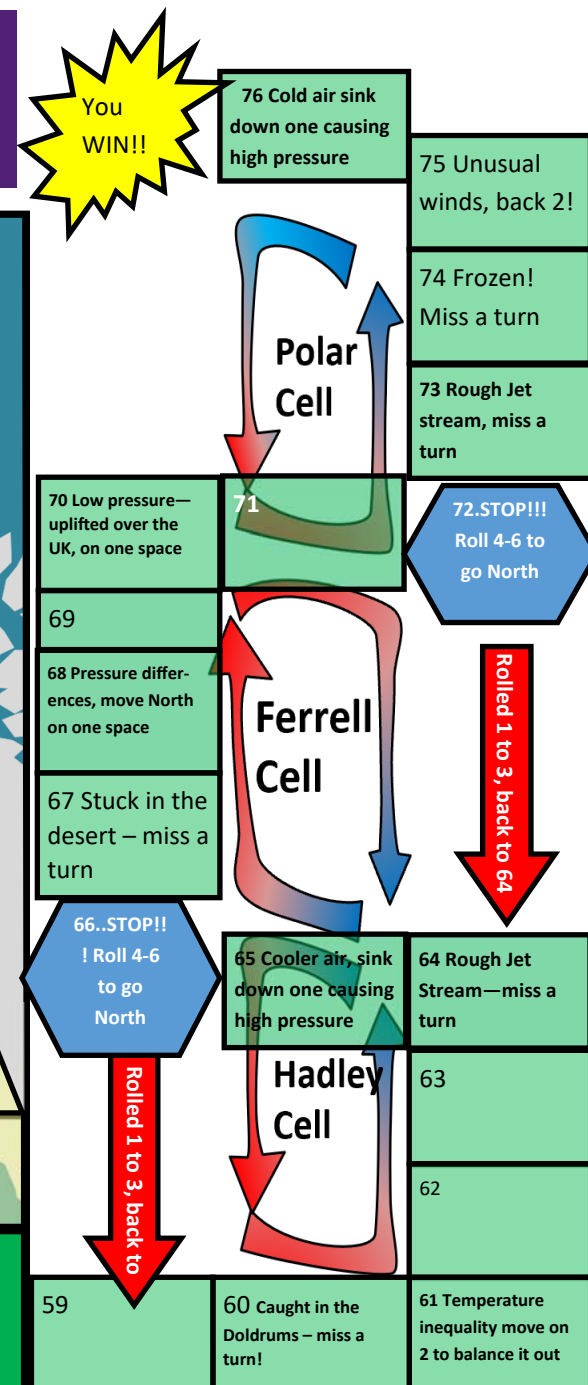 You
WIN!!
76 Cold air sink
down one causing
high pressure
75 Unusual
winds, back 2!
74 Frozen!
Miss a turn
Polar
Cell
73 Rough Jet
stream, miss a
turn
70 Low pressure—
uplifted over the
UK, on one space
71
72.STOP!!!
Roll 4-6 to
go North
69
68 Pressure differ-
ences, move North
on one space
Ferrell
Cell
Rolled 1 to 3, back to 64
67 Stuck in the
desert – miss a
turn
66..STOP!!
! Roll 4-6
to go
North
65 Cooler air, sink
down one causing
high pressure
64 Rough Jet
Stream—miss a
turn
Hadley
Cell
63
Rolled 1 to 3, back to
62
59
60 Caught in the
Doldrums – miss a
turn!
61 Temperature
inequality move on
2 to balance it out